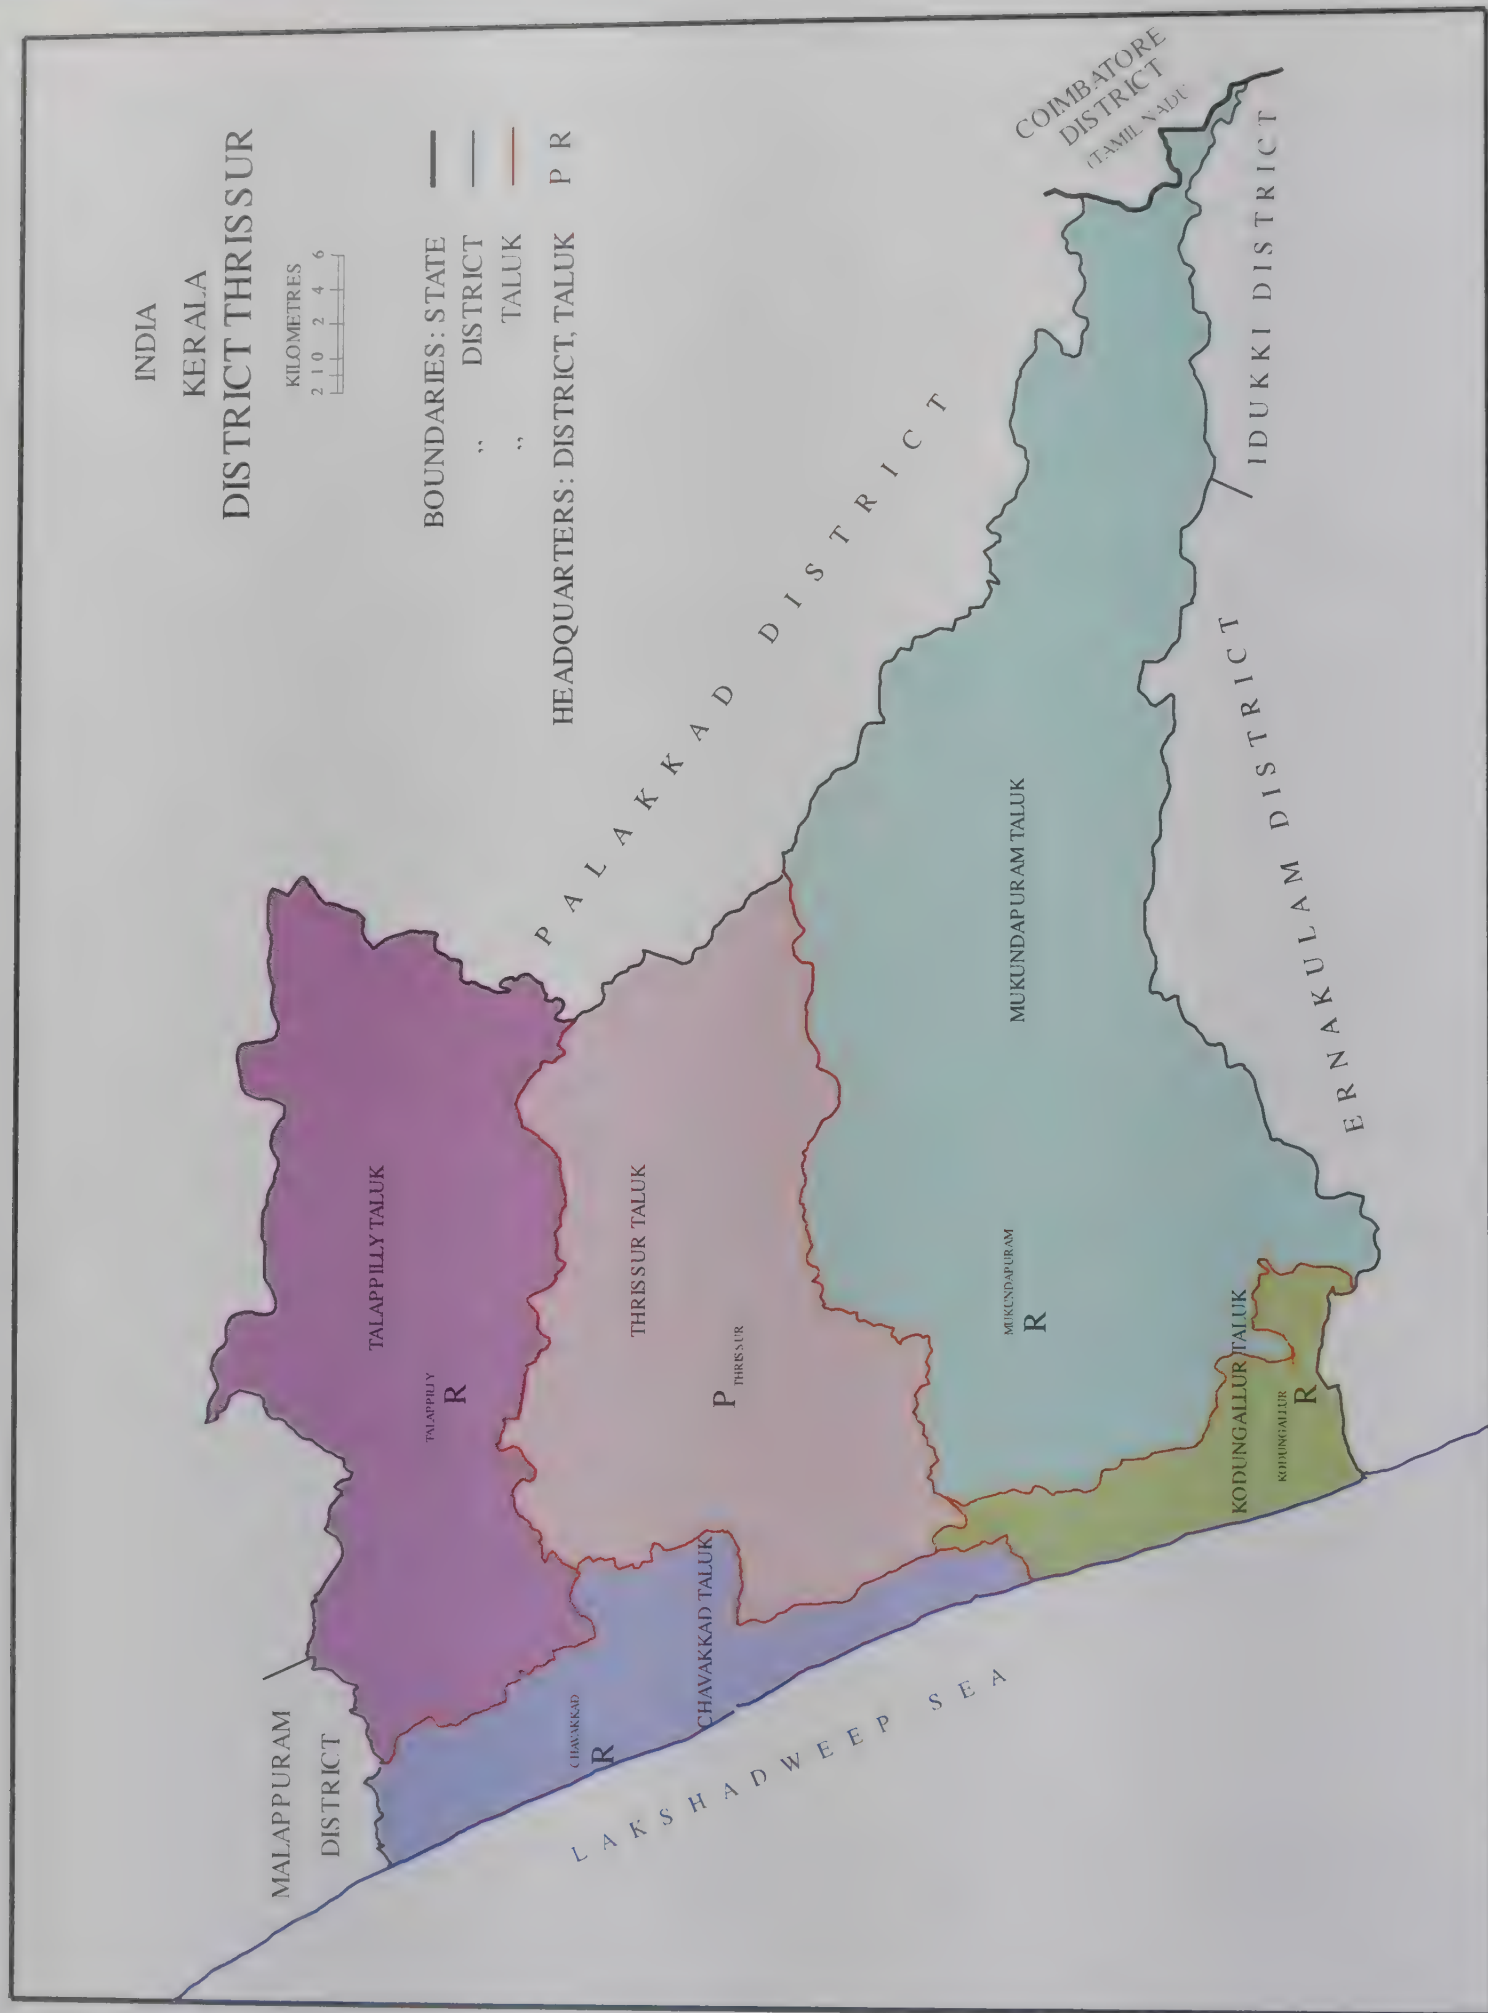 INDIA
KERALA
DISTRICT THRISSUR
KILOMETRES
2 1 0 2 4 6
BOUNDARIES: STATE
,, DISTRICT
,, TALUK
HEADQUARTERS: DISTRICT, TALUK P R
COIMBATORE
DISTRICT
(TAMIL NADU
IDUKKI DISTRICT
PALAKKAD DISTRICT
ERNAKULAM DISTRICT
MALAPPURAM
DISTRICT
LAKSHADWEEP SEA
TALAPPILLY TALUK
TALAPPILLY
R
THRISSUR TALUK
P THRISSUR
MUKUNDAPURAM TALUK
MUKUNDAPURAM
R
CHAVAKKAD TALUK
CHAVAKKAD
R
KODUNGALLUR TALUK
KODUNGALLUR
R